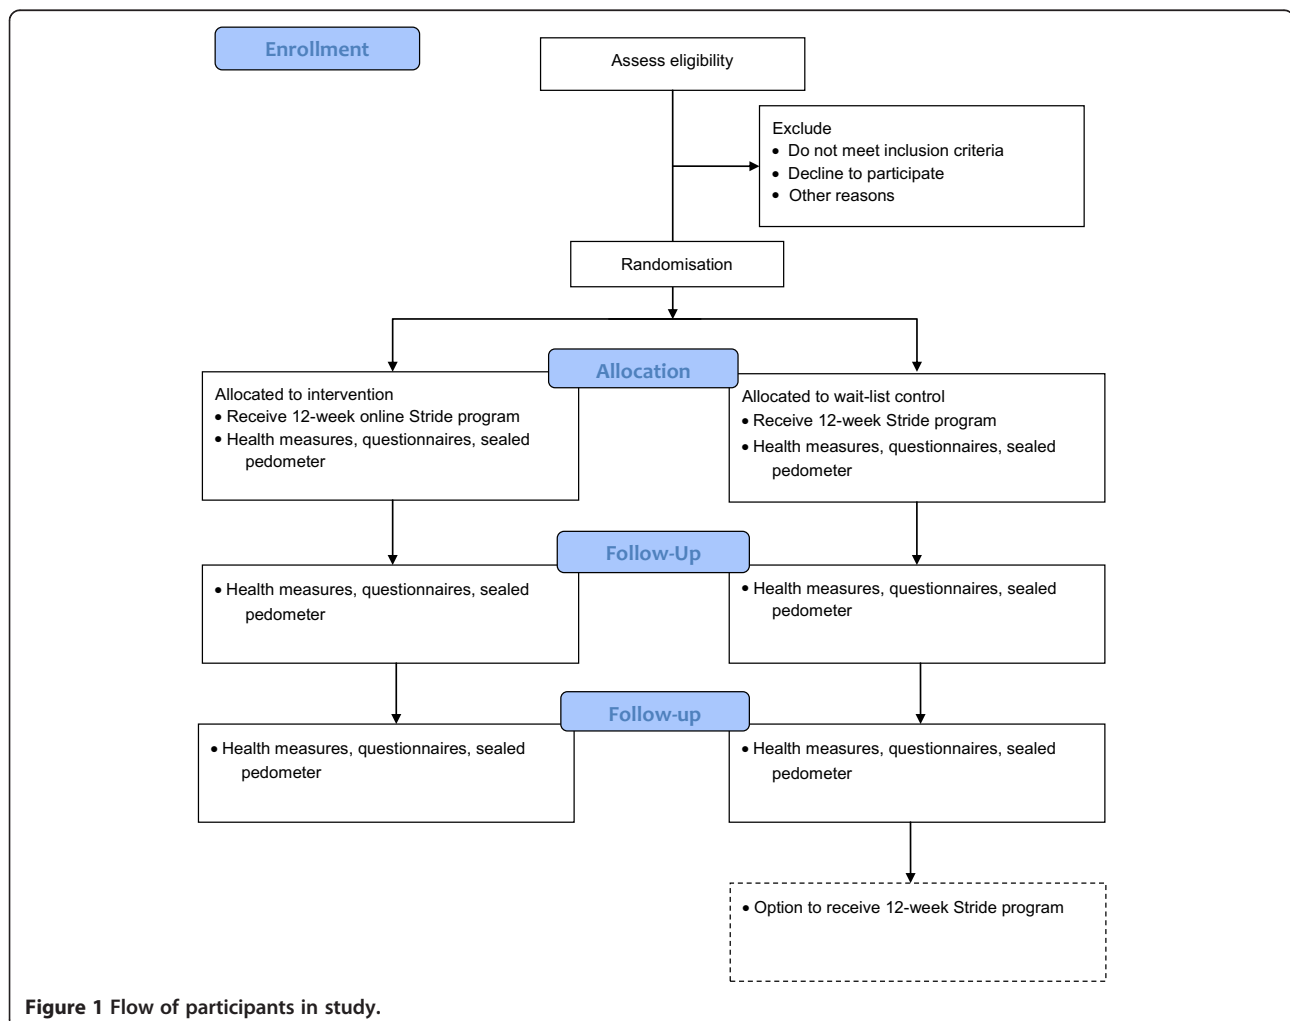 Enrollment
Assess eligibility
Exclude
• Do not meet inclusion criteria
• Decline to participate
• Other reasons
Randomisation
Allocation
Allocated to intervention
• Receive 12-week online Stride program
• Health measures, questionnaires, sealed
pedometer
Allocated to wait-list control
• Receive 12-week Stride program
• Health measures, questionnaires, sealed
pedometer
Follow-Up
• Health measures, questionnaires, sealed
pedometer
• Health measures, questionnaires, sealed
pedometer
Follow-up
• Health measures, questionnaires, sealed
pedometer
• Health measures, questionnaires, sealed
pedometer
• Option to receive 12-week Stride program
Figure 1 Flow of participants in study.